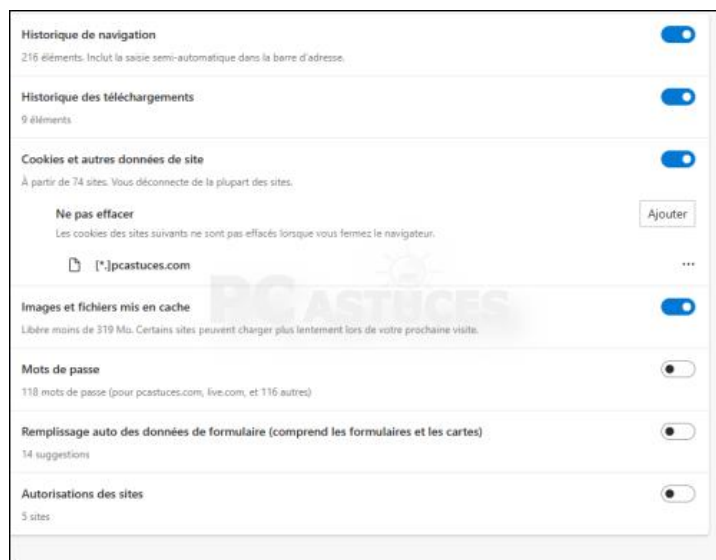 Historique de navigation
216 éléments. Inclut la saisie semi-automatique dans la barre d'adresse.
Historique des téléchargements
9 éléments
Cookies et autres données de site
À partir de 74 sites. Vous déconnecte de la plupart des sites.
Ne pas effacer
Ajouter
Les cookies des sites suivants ne sont pas effacés lorsque vous fermez le navigateur.
[*.]pcastuces.com
...
PC ASTUCES
Images et fichiers mis en cache
Libère moins de 319 Mo. Certains sites peuvent charger plus lentement lors de votre prochaine visite.
Mots de passe
118 mots de passe (pour pcastuces.com, live.com, et 116 autres)
Remplissage auto des données de formulaire (comprend les formulaires et les cartes)
14 suggestions
Autorisations des sites
5 sites